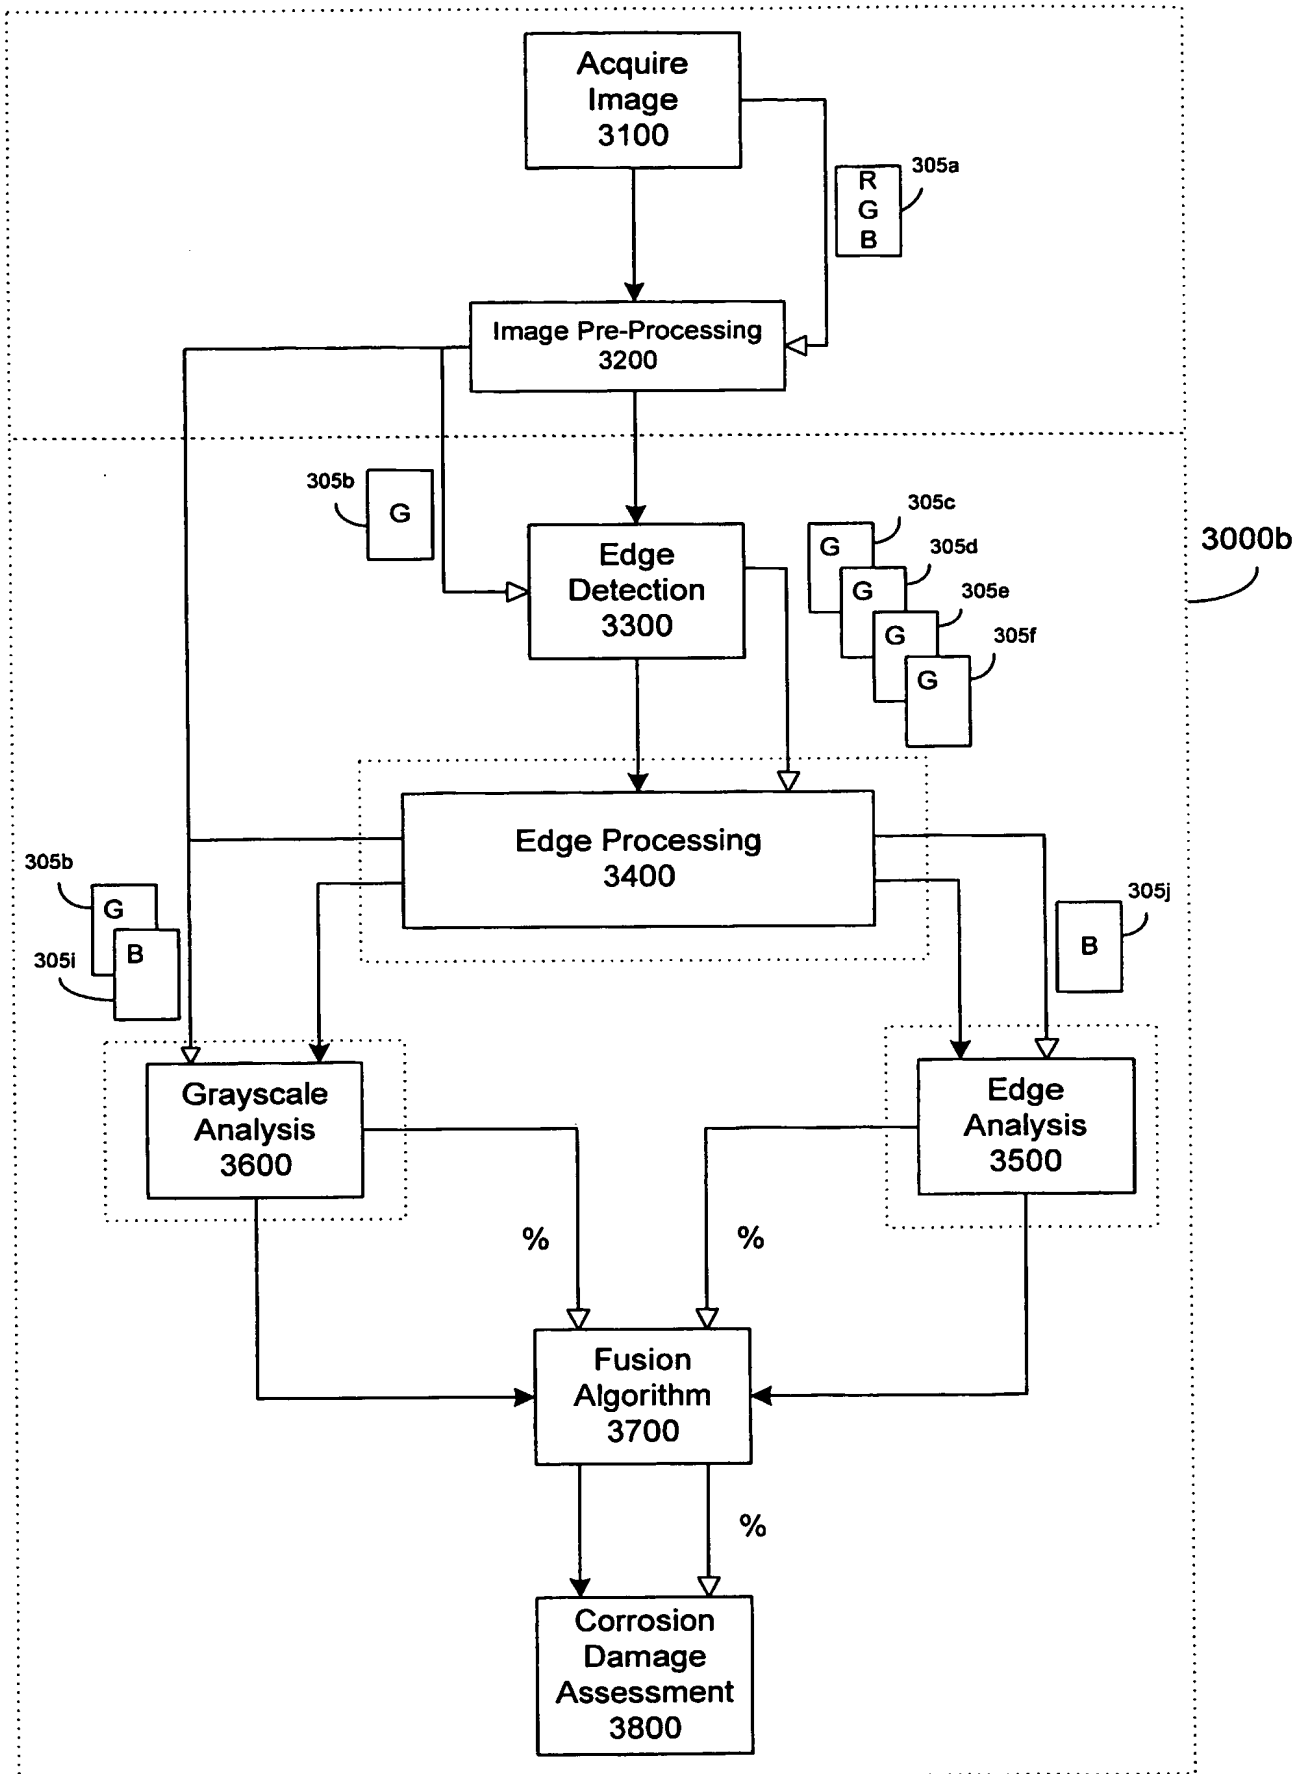 Acquire
Image
3100
305a
R
G
B
Image Pre-Processing
3200
305b
G
Edge
Detection
3300
305c
G
305d
G
305e
G
305f
G
3000b
Edge Processing
3400
305b
G
B
305i
305j
B
Grayscale
Analysis
3600
Edge
Analysis
3500
%
%
Fusion
Algorithm
3700
%
Corrosion
Damage
Assessment
3800